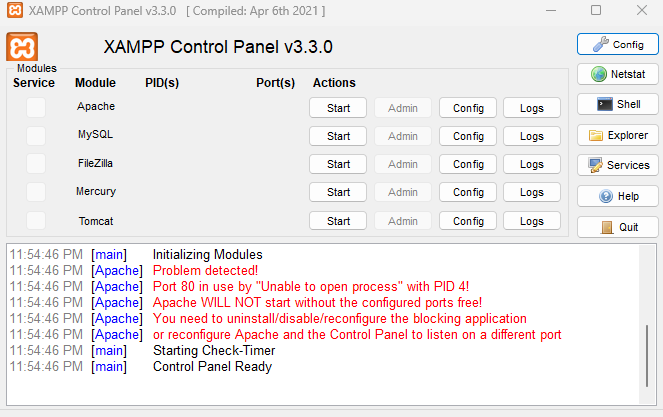 XAMPP Control Panel v3.3.0 [ Compiled: Apr 6th 2021 ]
XAMPP Control Panel v3.3.0
Config
Modules
Service Module PID(s) Port(s) Actions
Netstat
Apache Start Admin Config Logs
Shell
MySQL Start Admin Config Logs
Explorer
FileZilla Start Admin Config Logs
Services
Mercury Start Admin Config Logs
Help
Tomcat Start Admin Config Logs
Quit
11:54:46 PM [main] Initializing Modules
11:54:46 PM [Apache] Problem detected!
11:54:46 PM [Apache] Port 80 in use by "Unable to open process" with PID 4!
11:54:46 PM [Apache] Apache WILL NOT start without the configured ports free!
11:54:46 PM [Apache] You need to uninstall/disable/reconfigure the blocking application
11:54:46 PM [Apache] or reconfigure Apache and the Control Panel to listen on a different port
11:54:46 PM [main] Starting Check-Timer
11:54:46 PM [main] Control Panel Ready